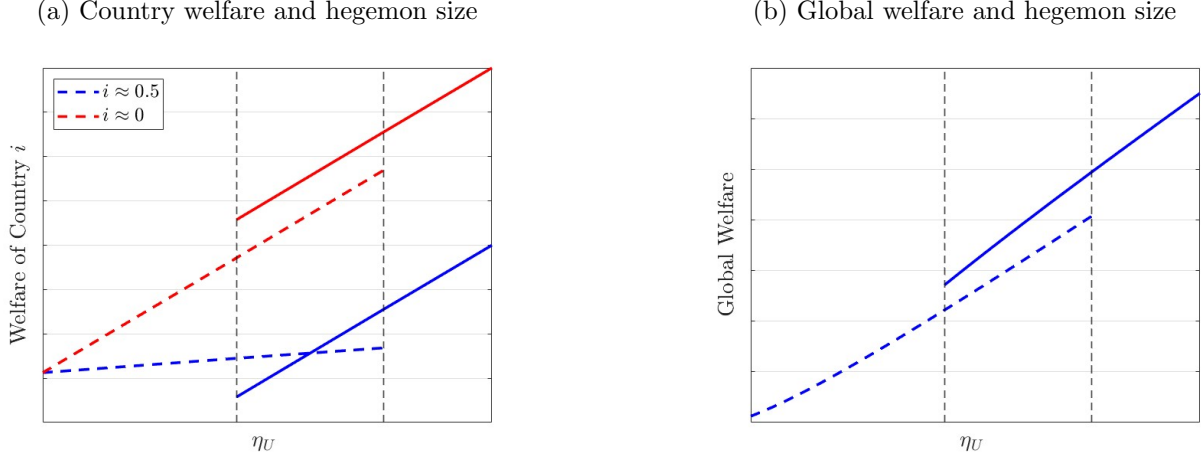 (a) Country welfare and hegemon size
i ≈ 0.5
i ≈ 0
Welfare of Country i
η_U
(b) Global welfare and hegemon size
Global Welfare
η_U